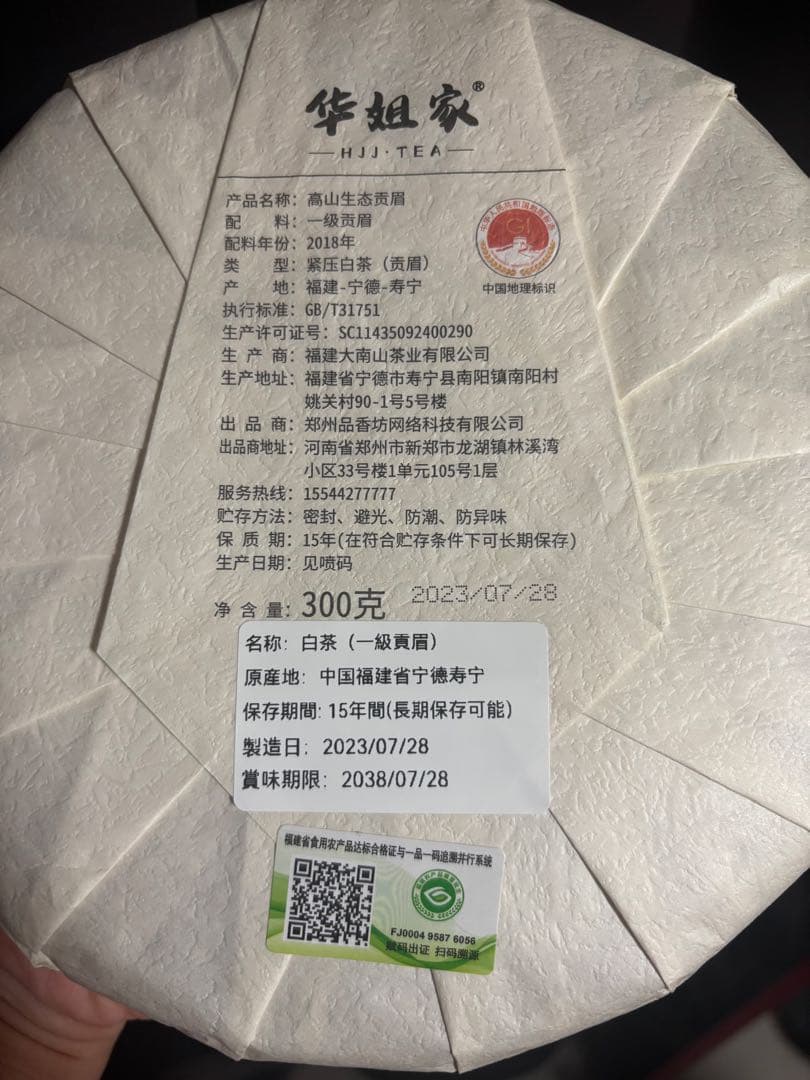 华姐家®
HJJ·TEA
产品名称：高山生态贡眉
配料：一级贡眉
配料年份：2018年
类型：紧压白茶（贡眉）
产地：福建-宁德-寿宁
执行标准：GB/T31751
生产许可证号：SC11435092400290
生产商：福建大南山茶业有限公司
生产地址：福建省宁德市寿宁县南阳镇南阳村
姚关村90-1号5号楼
出品商：郑州品香坊网络科技有限公司
出品商地址：河南省郑州市新郑市龙湖镇林溪湾
小区33号楼1单元105号1层
服务热线：15544277777
贮存方法：密封、避光、防潮、防异味
保质期：15年(在符合贮存条件下可长期保存)
生产日期：见喷码
净含量：300克
2023/07/28
中华人民共和国地理标志
GI
中国地理标识
名称：白茶（一級貢眉）
原産地：中国福建省宁德寿宁
保存期間：15年間(長期保存可能)
製造日：2023/07/28
賞味期限：2038/07/28
福建省食用农产品达标合格证与一品一码追溯并行系统
FJ0004 9587 6056
赋码出证 扫码溯源